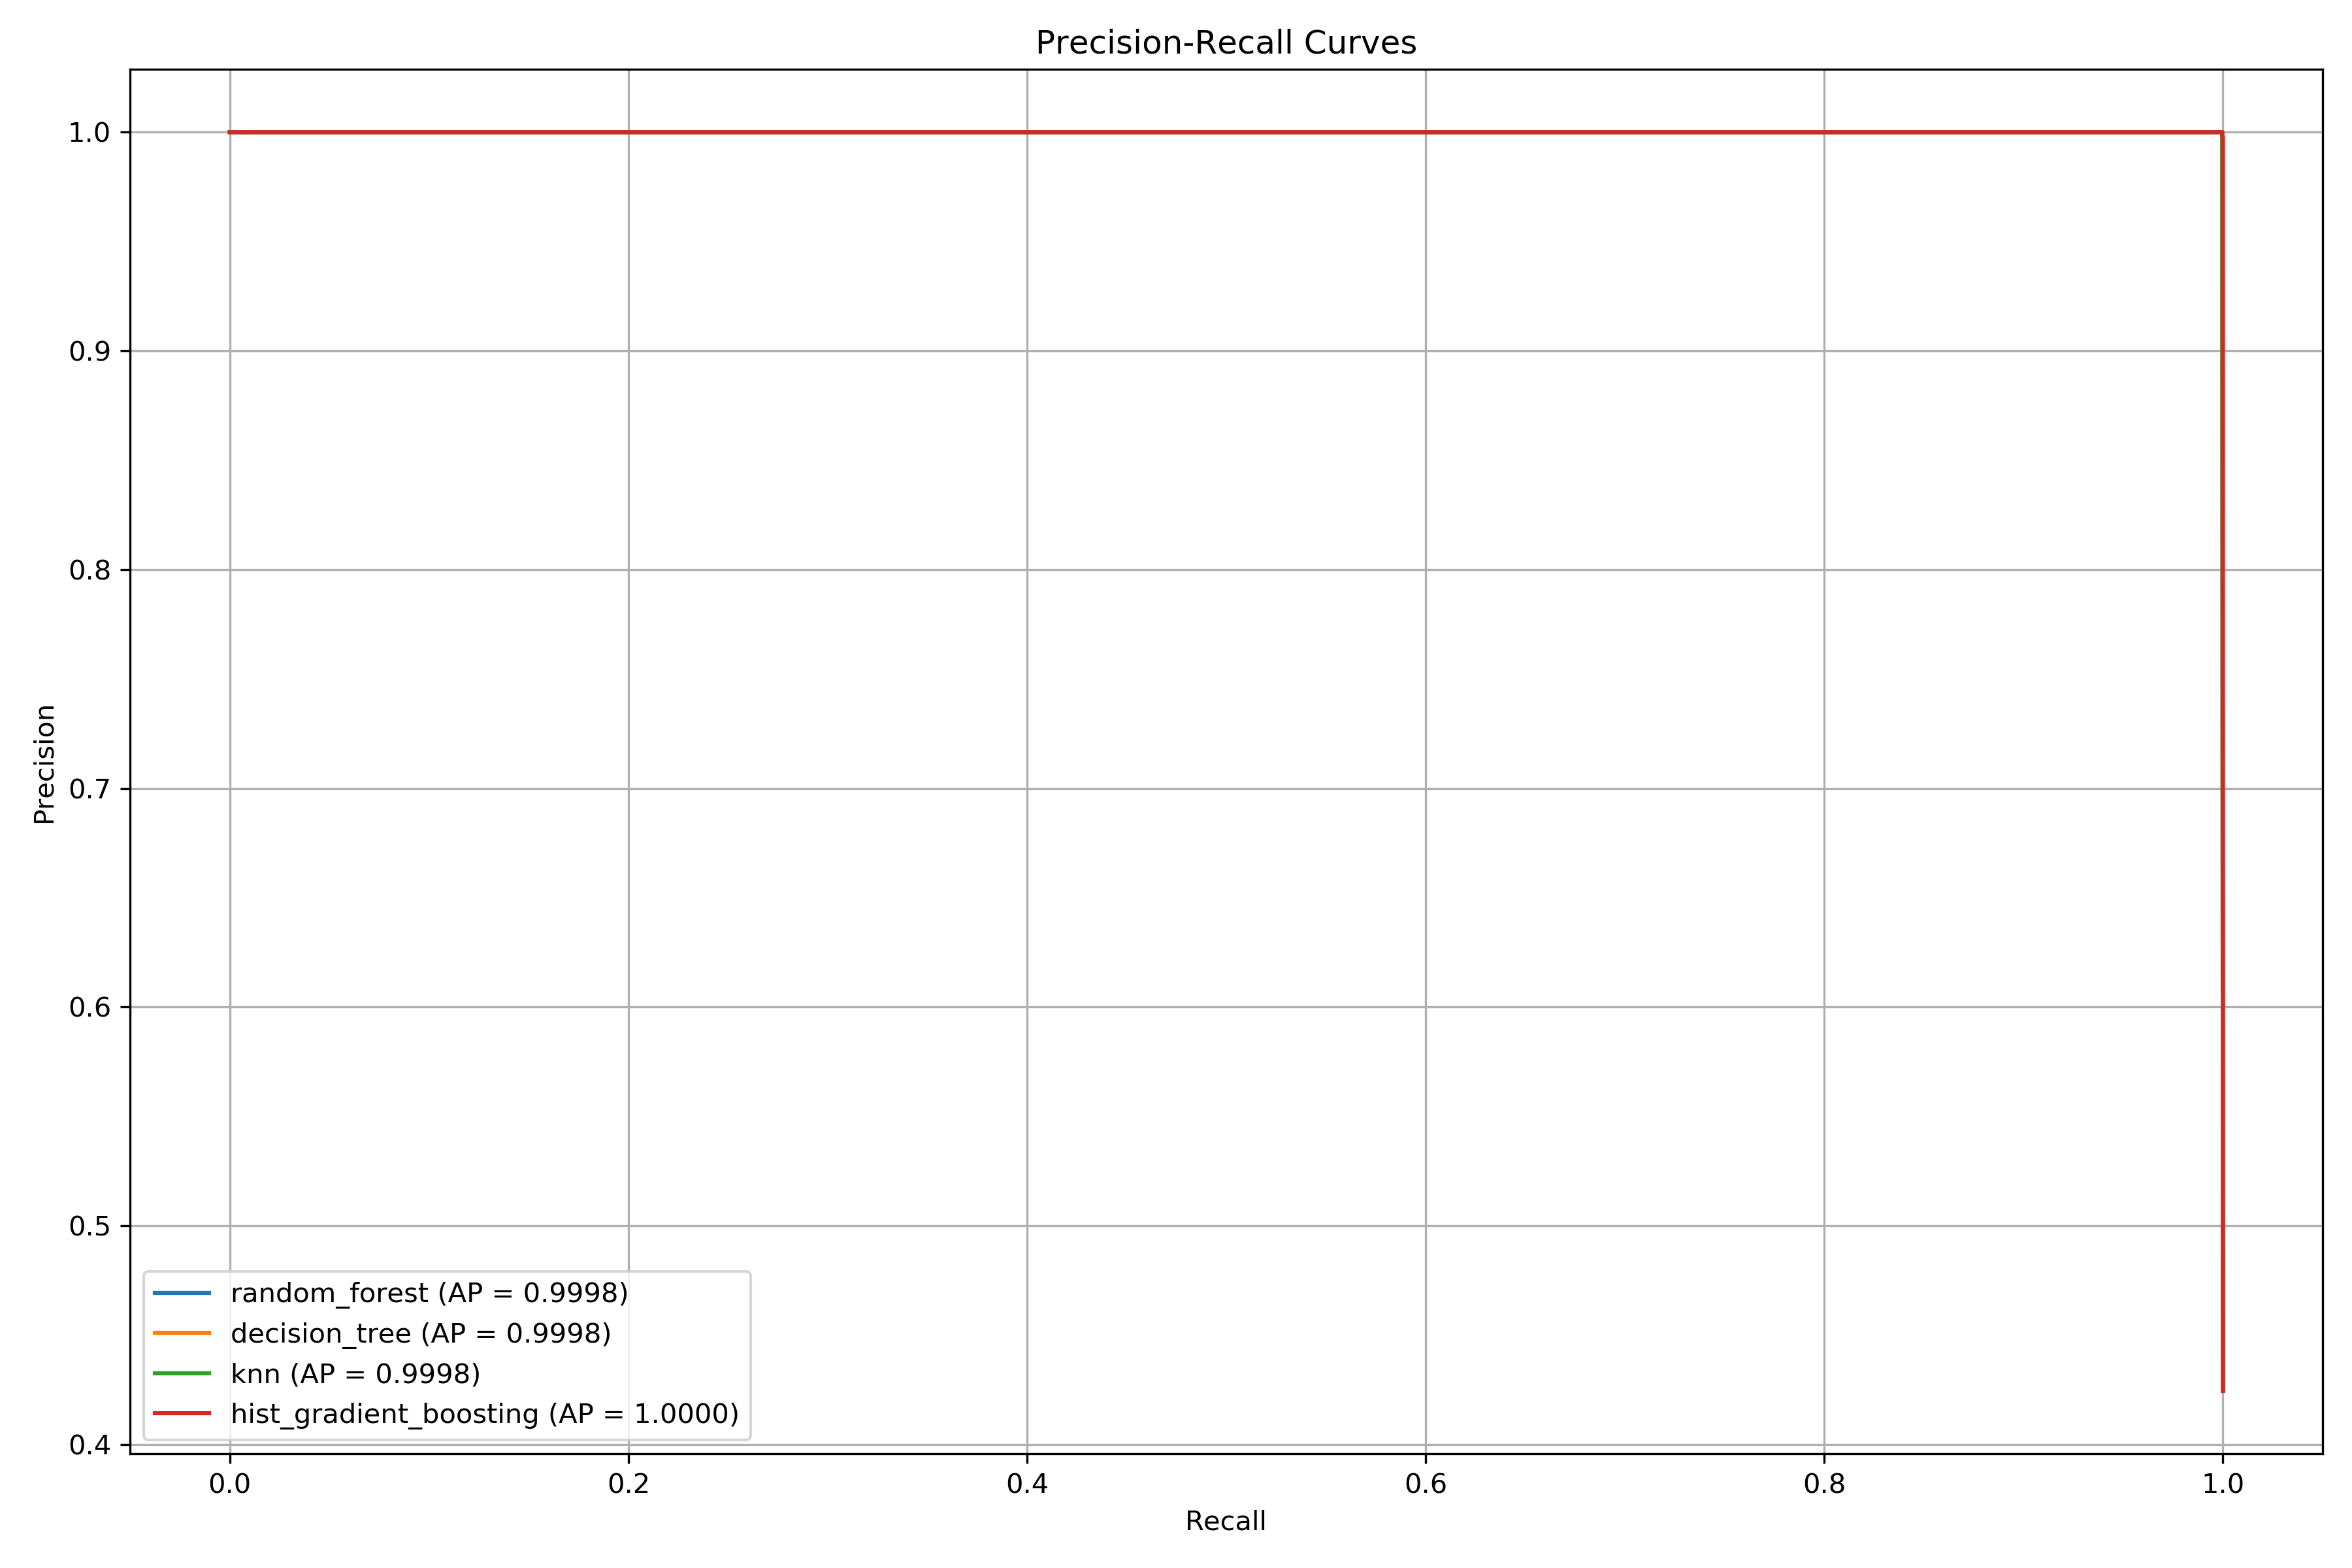 Precision-Recall Curves
1.0
0.9
0.8
0.7
0.6
0.5
0.4
Precision
random_forest (AP = 0.9998)
decision_tree (AP = 0.9998)
knn (AP = 0.9998)
hist_gradient_boosting (AP = 1.0000)
0.0 0.2 0.4 0.6 0.8 1.0
Recall